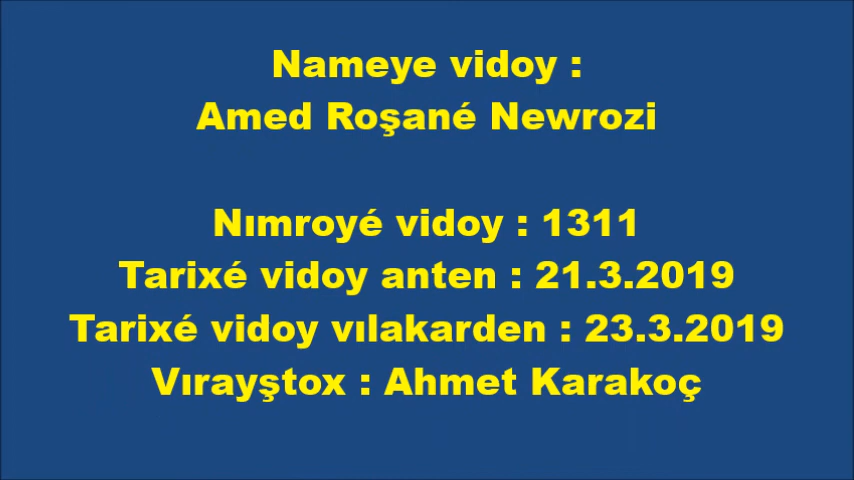 Nameye vidoy :
Amed Roşané Newrozi
Nımroyé vidoy : 1311
Tarixé vidoy anten : 21.3.2019
Tarixé vidoy vılakarden : 23.3.2019
Vırayştox : Ahmet Karakoç